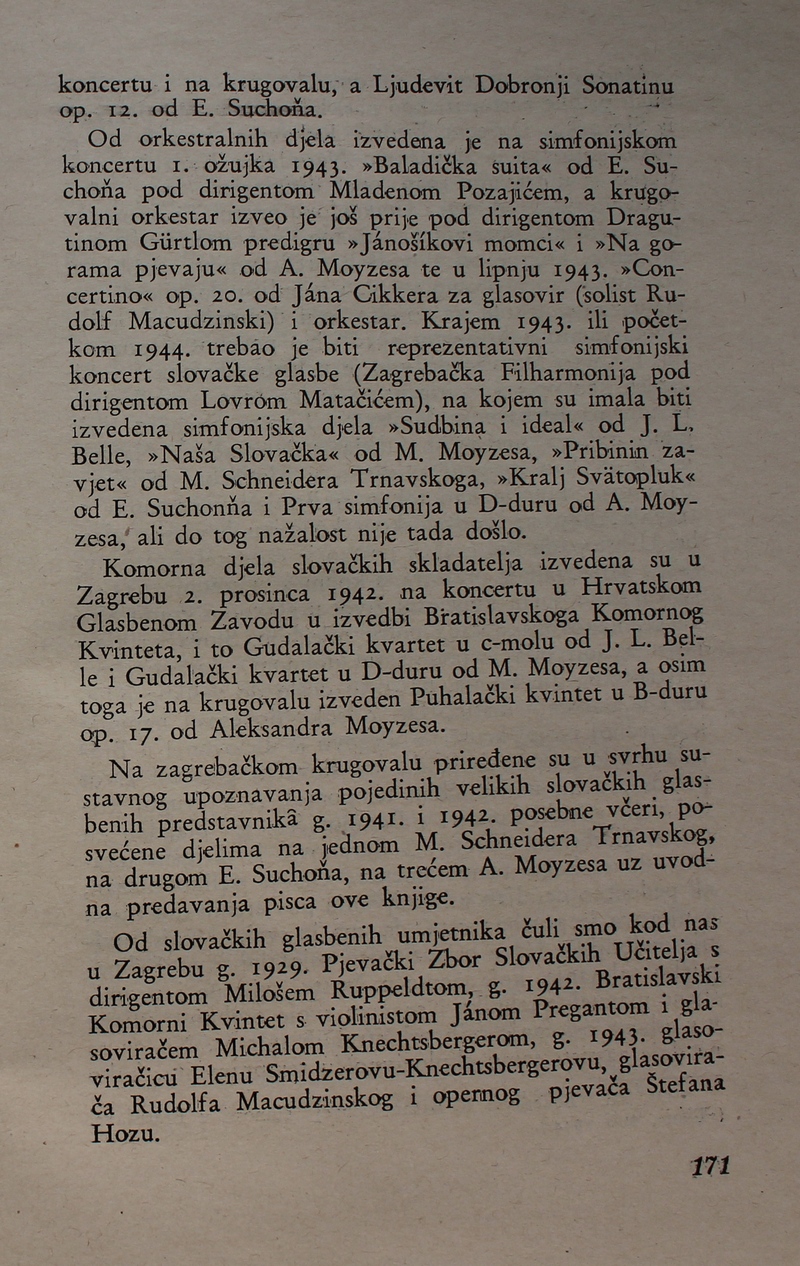 koncertu i na krugovalu, a Ljudevit Dobronji Sonatinu
op. 12. od E. Suchoňa.
Od orkestralnih djela izvedena je na simfonijskom
koncertu 1. ožujka 1943. »Baladička suita« od E. Su-
choňa pod dirigentom Mladenom Pozajićem, a krugo-
valni orkestar izveo je još prije pod dirigentom Dragu-
tinom Gürtlom predigru »Jánošíkovi momci« i »Na go-
rama pjevaju« od A. Moyzesa te u lipnju 1943. »Con-
certino« op. 20. od Jána Cikkera za glasovir (solist Ru-
dolf Macudzinski) i orkestar. Krajem 1943. ili počet-
kom 1944. trebao je biti reprezentativni simfonijski
koncert slovačke glasbe (Zagrebačka Filharmonija pod
dirigentom Lovróm Matačićem), na kojem su imala biti
izvedena simfonijska djela »Sudbina i ideal« od J. L.
Belle, »Naša Slovačka« od M. Moyzesa, »Pribinin za-
vjet« od M. Schneidera Trnavskoga, »Kralj Svätopluk«
od E. Suchonňa i Prva simfonija u D-duru od A. Moy-
zesa, ali do tog nažalost nije tada došlo.
Komorna djela slovačkih skladatelja izvedena su u
Zagrebu 2. prosinca 1942. na koncertu u Hrvatskom
Glasbenom Zavodu u izvedbi Bratislavskoga Komornog
Kvinteta, i to Gudalački kvartet u c-molu od J. L. Bel-
le i Gudalački kvartet u D-duru od M. Moyzesa, a osim
toga je na krugovalu izveden Puhalački kvintet u B-duru
op. 17. od Aleksandra Moyzesa.
Na zagrebačkom krugovalu priređene su u svrhu su-
stavnog upoznavanja pojedinih velikih slovačkih glas-
benih predstavnikâ g. 1941. i 1942. posebne večeri, po-
svećene djelima na jednom M. Schneidera Trnavskog,
na drugom E. Suchoňa, na trećem A. Moyzesa uz uvod-
na predavanja pisca ove knjige.
Od slovačkih glasbenih umjetnika čuli smo kod nas
u Zagrebu g. 1929. Pjevački Zbor Slovačkih Učitelja s
dirigentom Milošem Ruppeldtom, g. 1942. Bratislavski
Komorni Kvintet s violinistom Jánom Pregantom i gla-
soviračem Michalom Knechtsbergerom, g. 1943. glaso-
viračicu Elenu Smidzerovu-Knechtsbergerovu, glasovira-
ča Rudolfa Macudzinskog i opernog pjevača Štefana
Hozu.
171